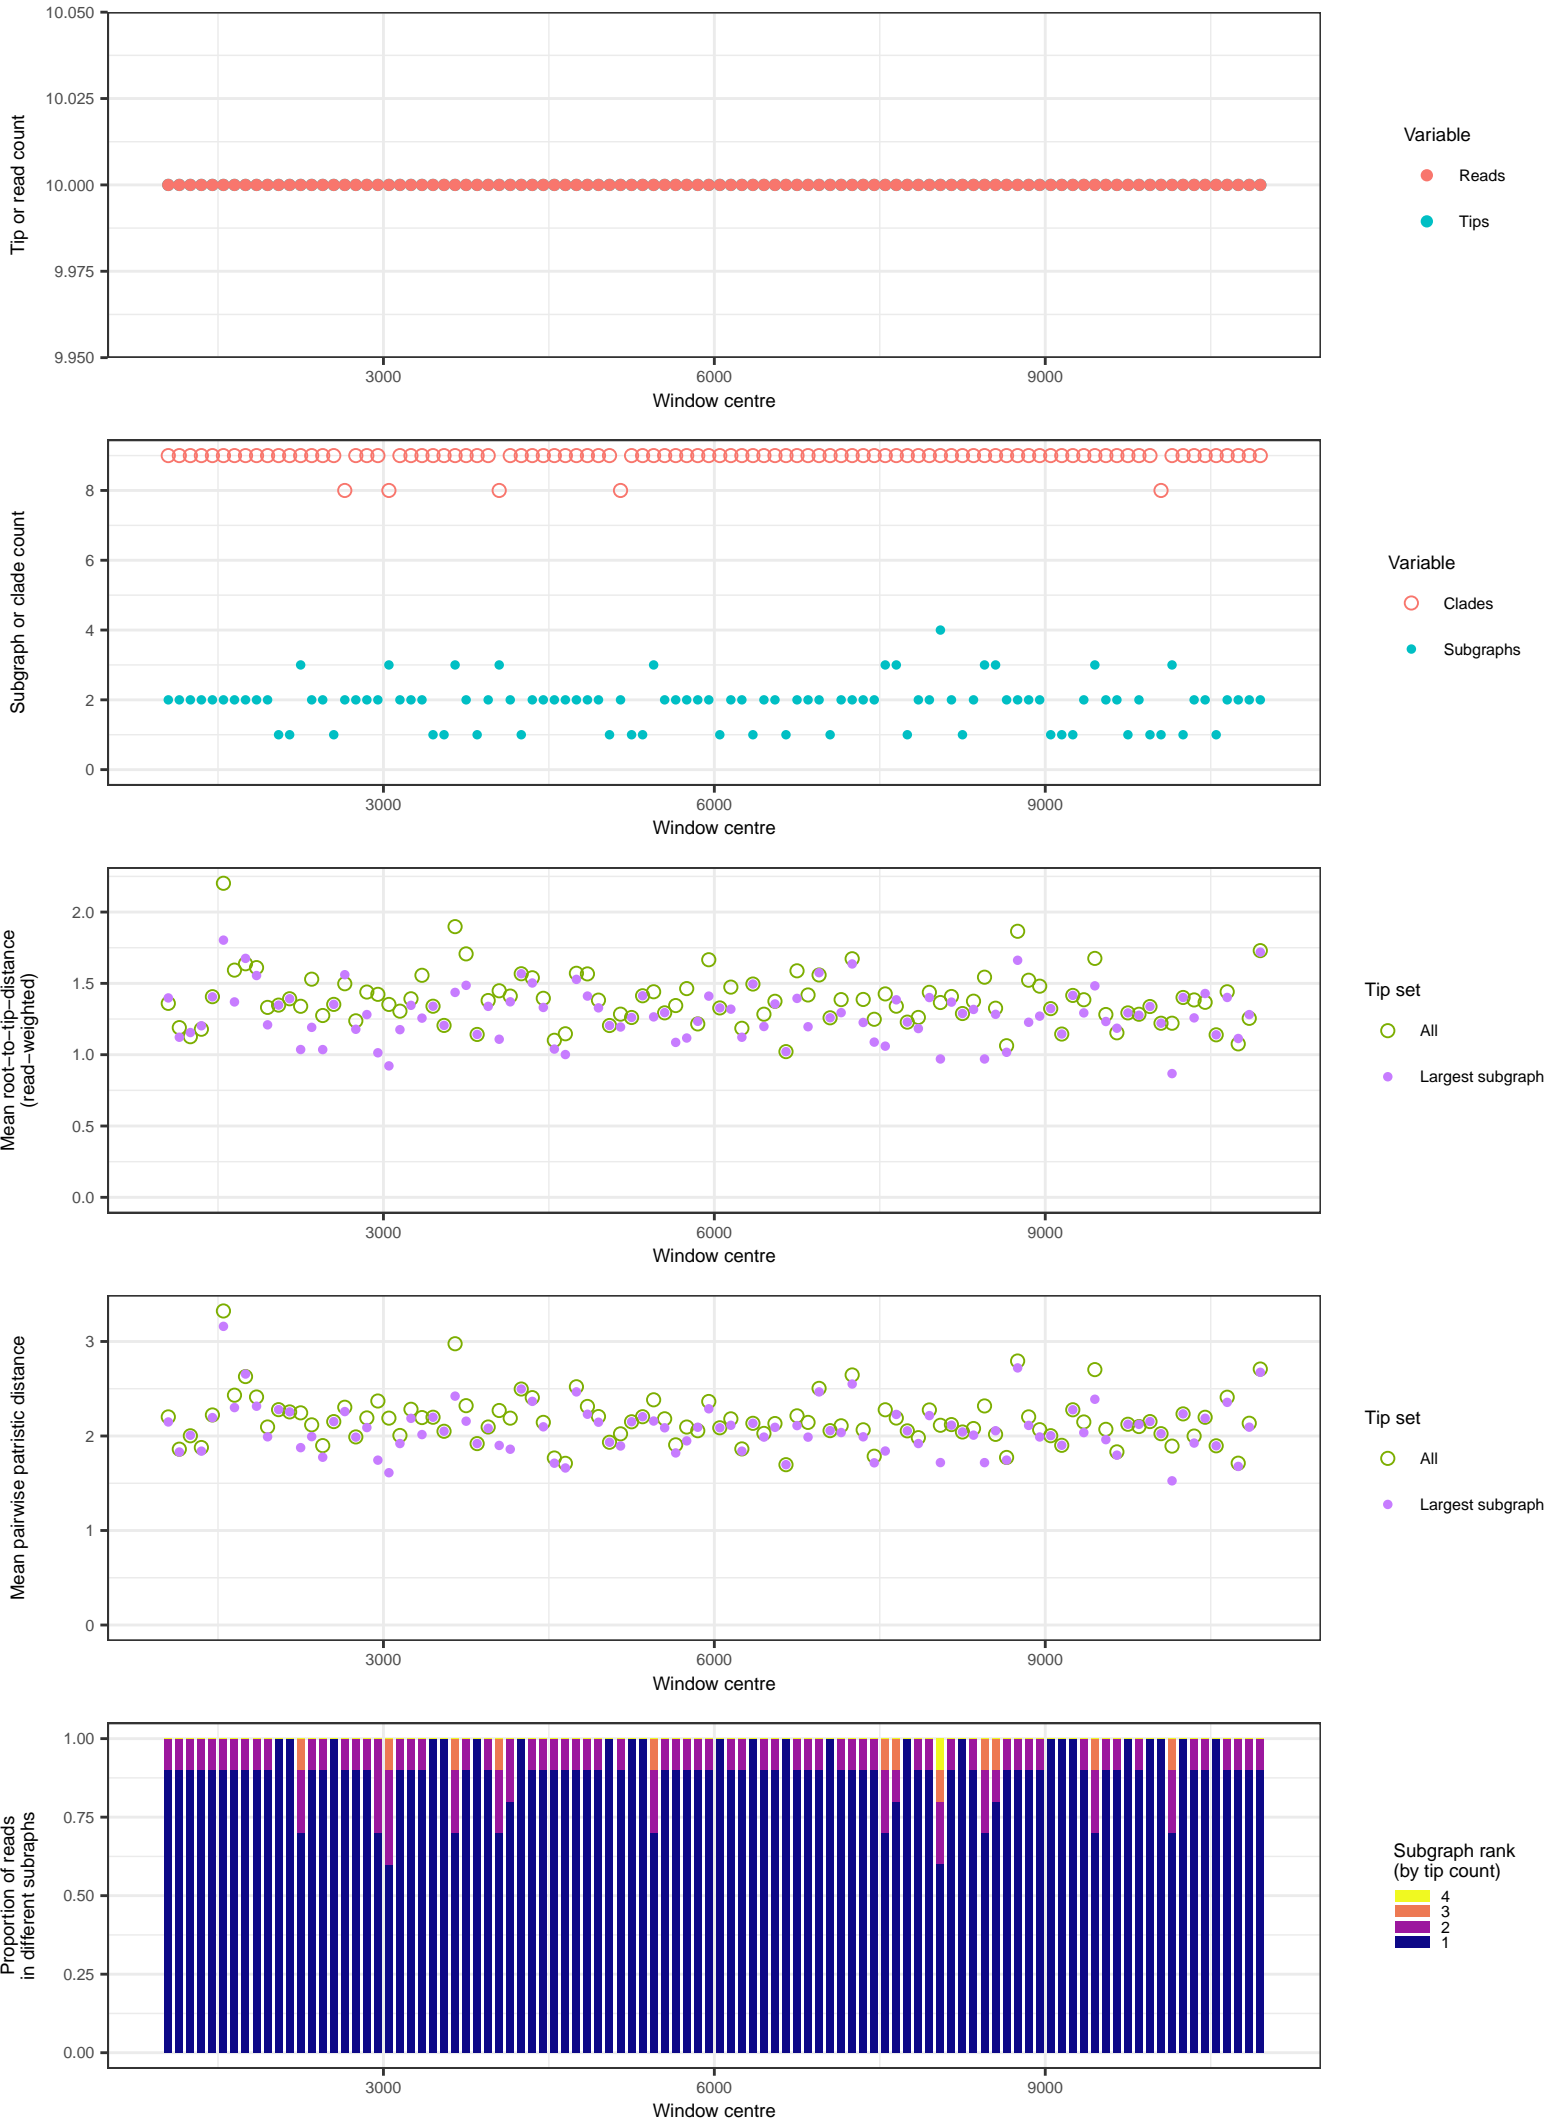 10.050
10.025
10.000
9.975
9.950
Tip or read count
3000 6000 9000
Window centre
Variable
Reads
Tips
8
6
4
2
0
Subgraph or clade count
3000 6000 9000
Window centre
Variable
Clades
Subgraphs
2.0
1.5
1.0
0.5
0.0
Mean root−to−tip−distance
(read−weighted)
3000 6000 9000
Window centre
Tip set
All
Largest subgraph
3
2
1
0
Mean pairwise patristic distance
3000 6000 9000
Window centre
Tip set
All
Largest subgraph
1.00
0.75
0.50
0.25
0.00
Proportion of reads
in different subraphs
3000 6000 9000
Window centre
Subgraph rank
(by tip count)
4
3
2
1